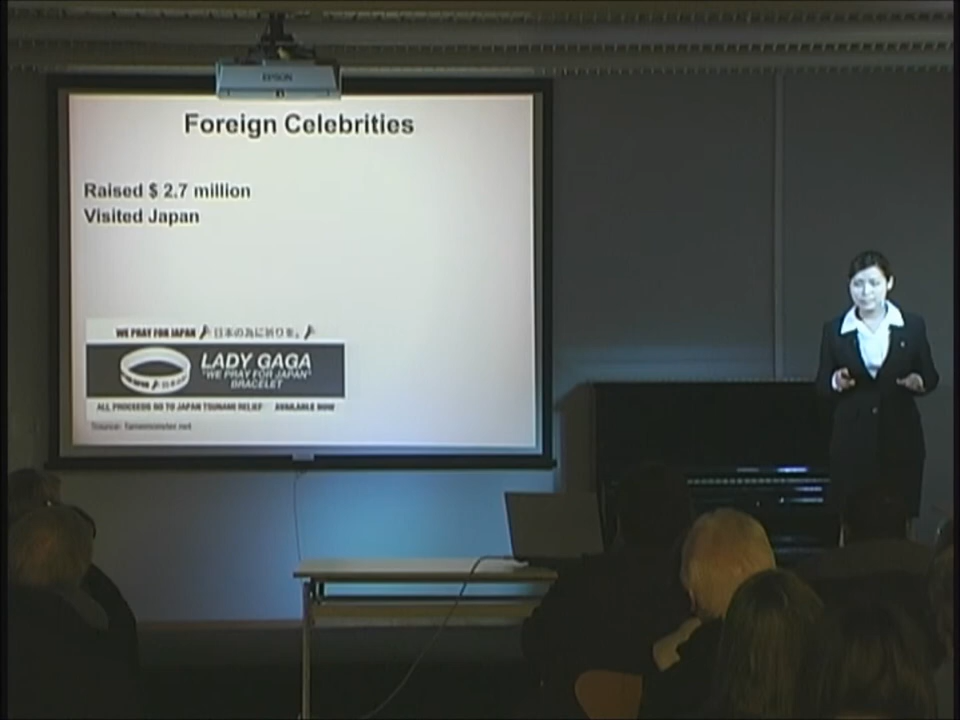 EPSON
Foreign Celebrities
Raised $ 2.7 million
Visited Japan
WE PRAY FOR JAPAN 日本の為に祈りを。
LADY GAGA
"WE PRAY FOR JAPAN"
BRACELET
ALL PROCEEDS GO TO JAPAN TSUNAMI RELIEF AVAILABLE NOW
Source: famemonster.net